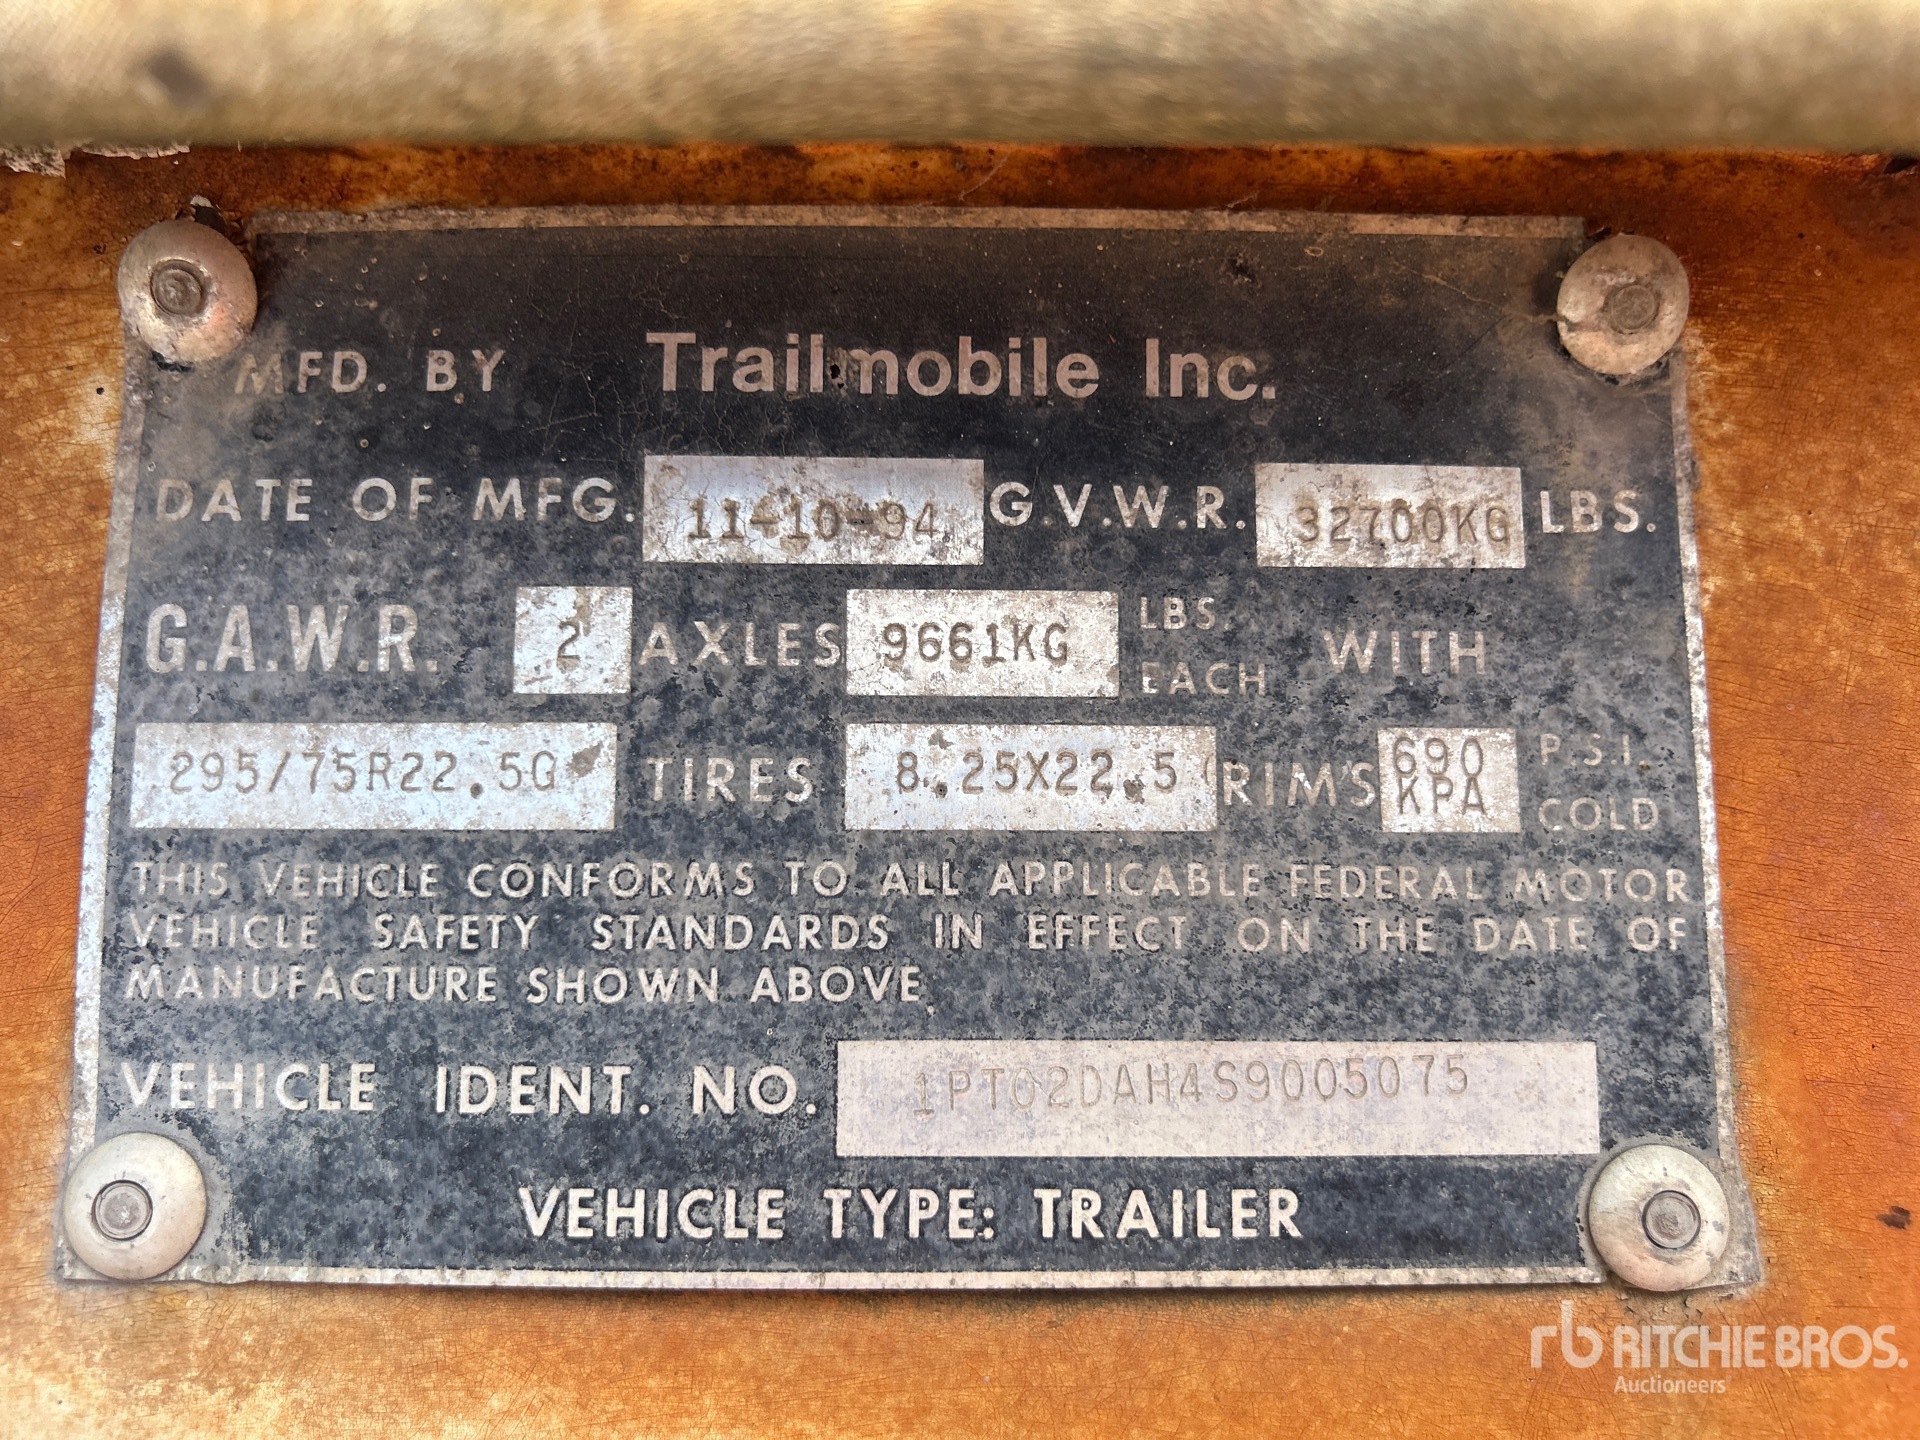 MFD. BY Trailmobile Inc.
DATE OF MFG. 11-10-94 G.V.W.R. 32700KG LBS.
G.A.W.R. 2 AXLES 9661KG LBS. EACH WITH
295/75R22.5G TIRES 8.25X22.5 RIM'S 690 KPA P.S.I. COLD
THIS VEHICLE CONFORMS TO ALL APPLICABLE FEDERAL MOTOR
VEHICLE SAFETY STANDARDS IN EFFECT ON THE DATE OF
MANUFACTURE SHOWN ABOVE
VEHICLE IDENT. NO. 1PT02DAH4S9005075
VEHICLE TYPE: TRAILER
rb RITCHIE BROS.
Auctioneers